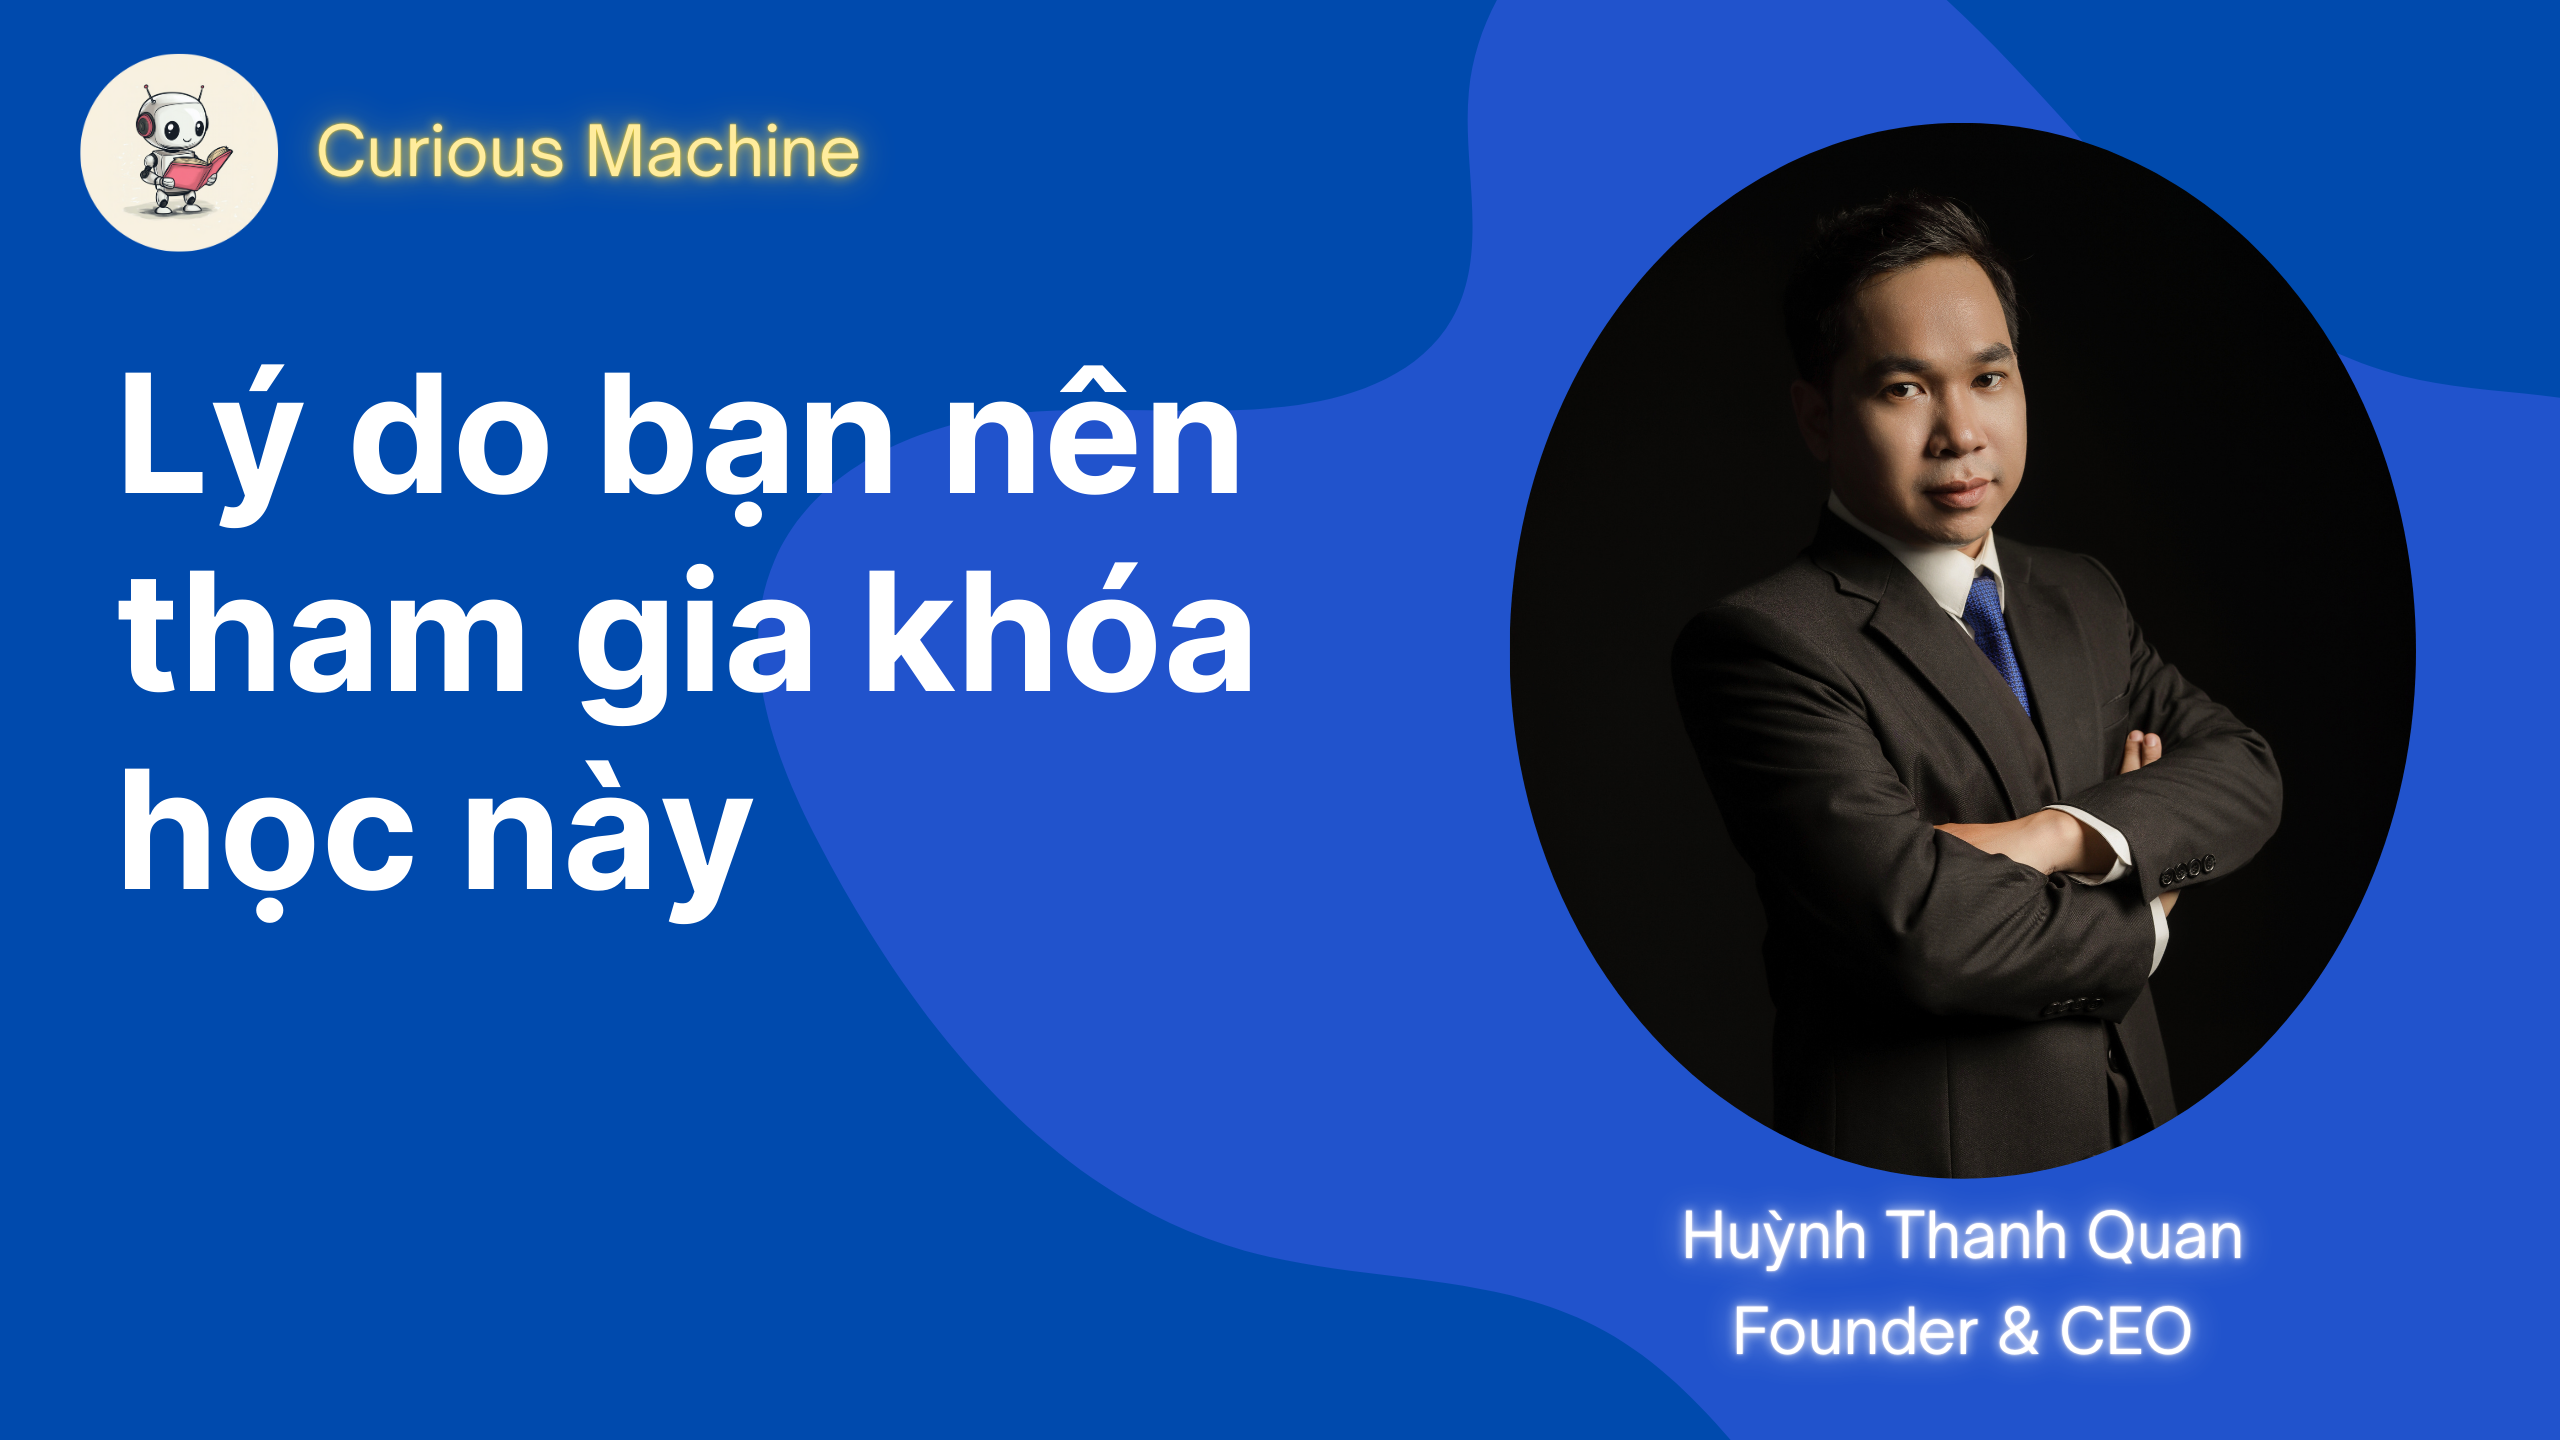 Curious Machine
Lý do bạn nên
tham gia khóa
học này
Huỳnh Thanh Quan
Founder & CEO